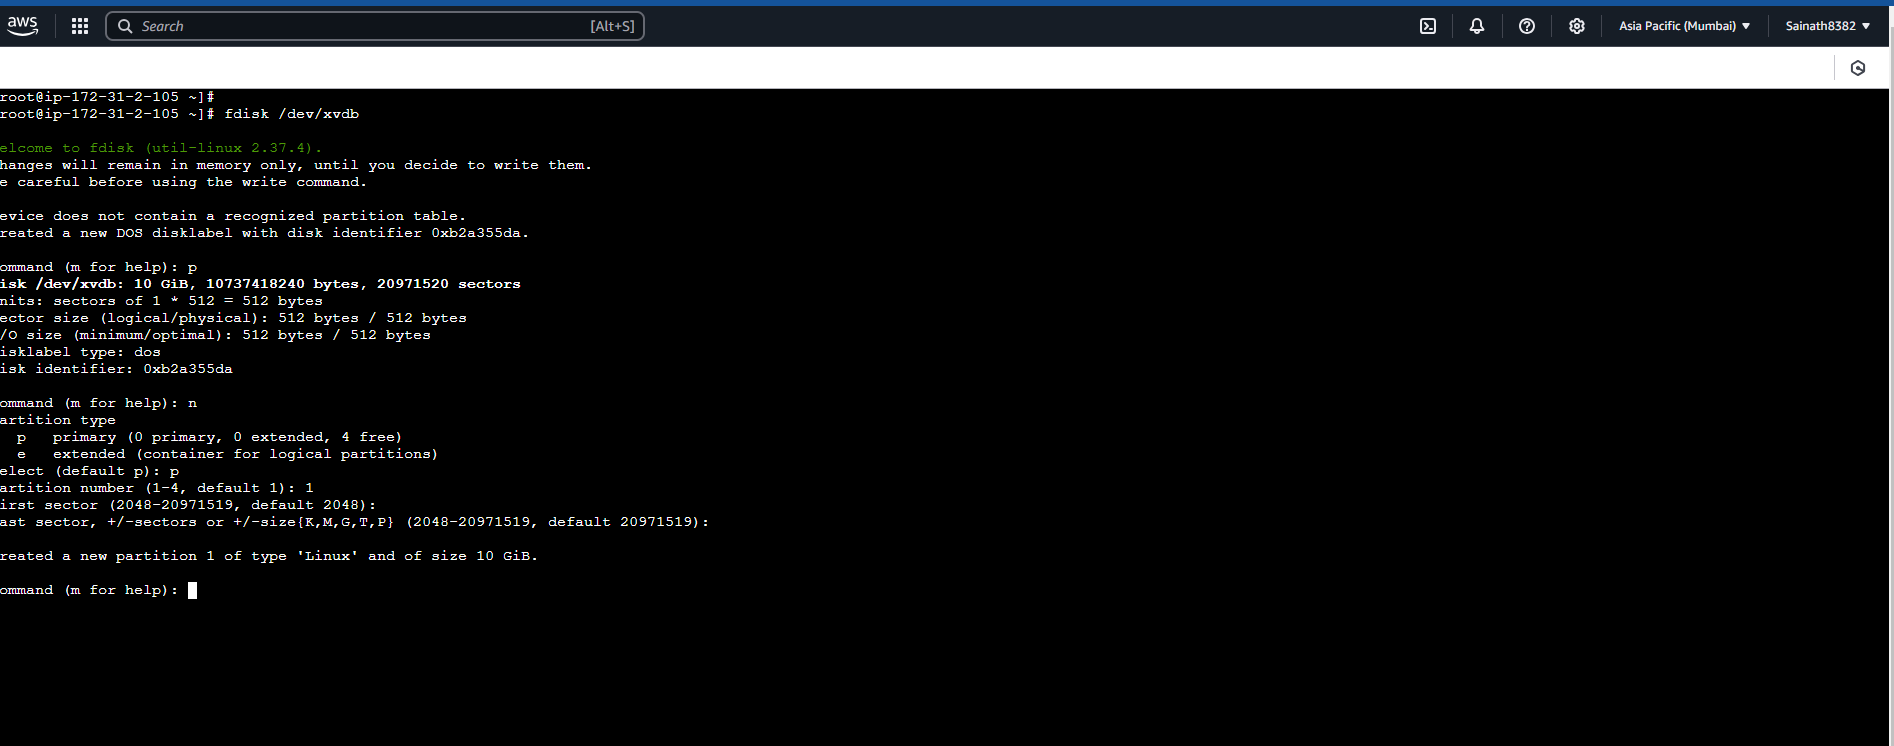 aws
Search [Alt+S]
Asia Pacific (Mumbai)
Sainath8382
root@ip-172-31-2-105 ~]#
root@ip-172-31-2-105 ~]# fdisk /dev/xvdb
elcome to fdisk (util-linux 2.37.4).
hanges will remain in memory only, until you decide to write them.
e careful before using the write command.
evice does not contain a recognized partition table.
reated a new DOS disklabel with disk identifier 0xb2a355da.
ommand (m for help): p
isk /dev/xvdb: 10 GiB, 10737418240 bytes, 20971520 sectors
nits: sectors of 1 * 512 = 512 bytes
ector size (logical/physical): 512 bytes / 512 bytes
/O size (minimum/optimal): 512 bytes / 512 bytes
isklabel type: dos
isk identifier: 0xb2a355da
ommand (m for help): n
artition type
p   primary (0 primary, 0 extended, 4 free)
e   extended (container for logical partitions)
elect (default p): p
artition number (1-4, default 1): 1
irst sector (2048-20971519, default 2048):
ast sector, +/-sectors or +/-size{K,M,G,T,P} (2048-20971519, default 20971519):
reated a new partition 1 of type 'Linux' and of size 10 GiB.
ommand (m for help):